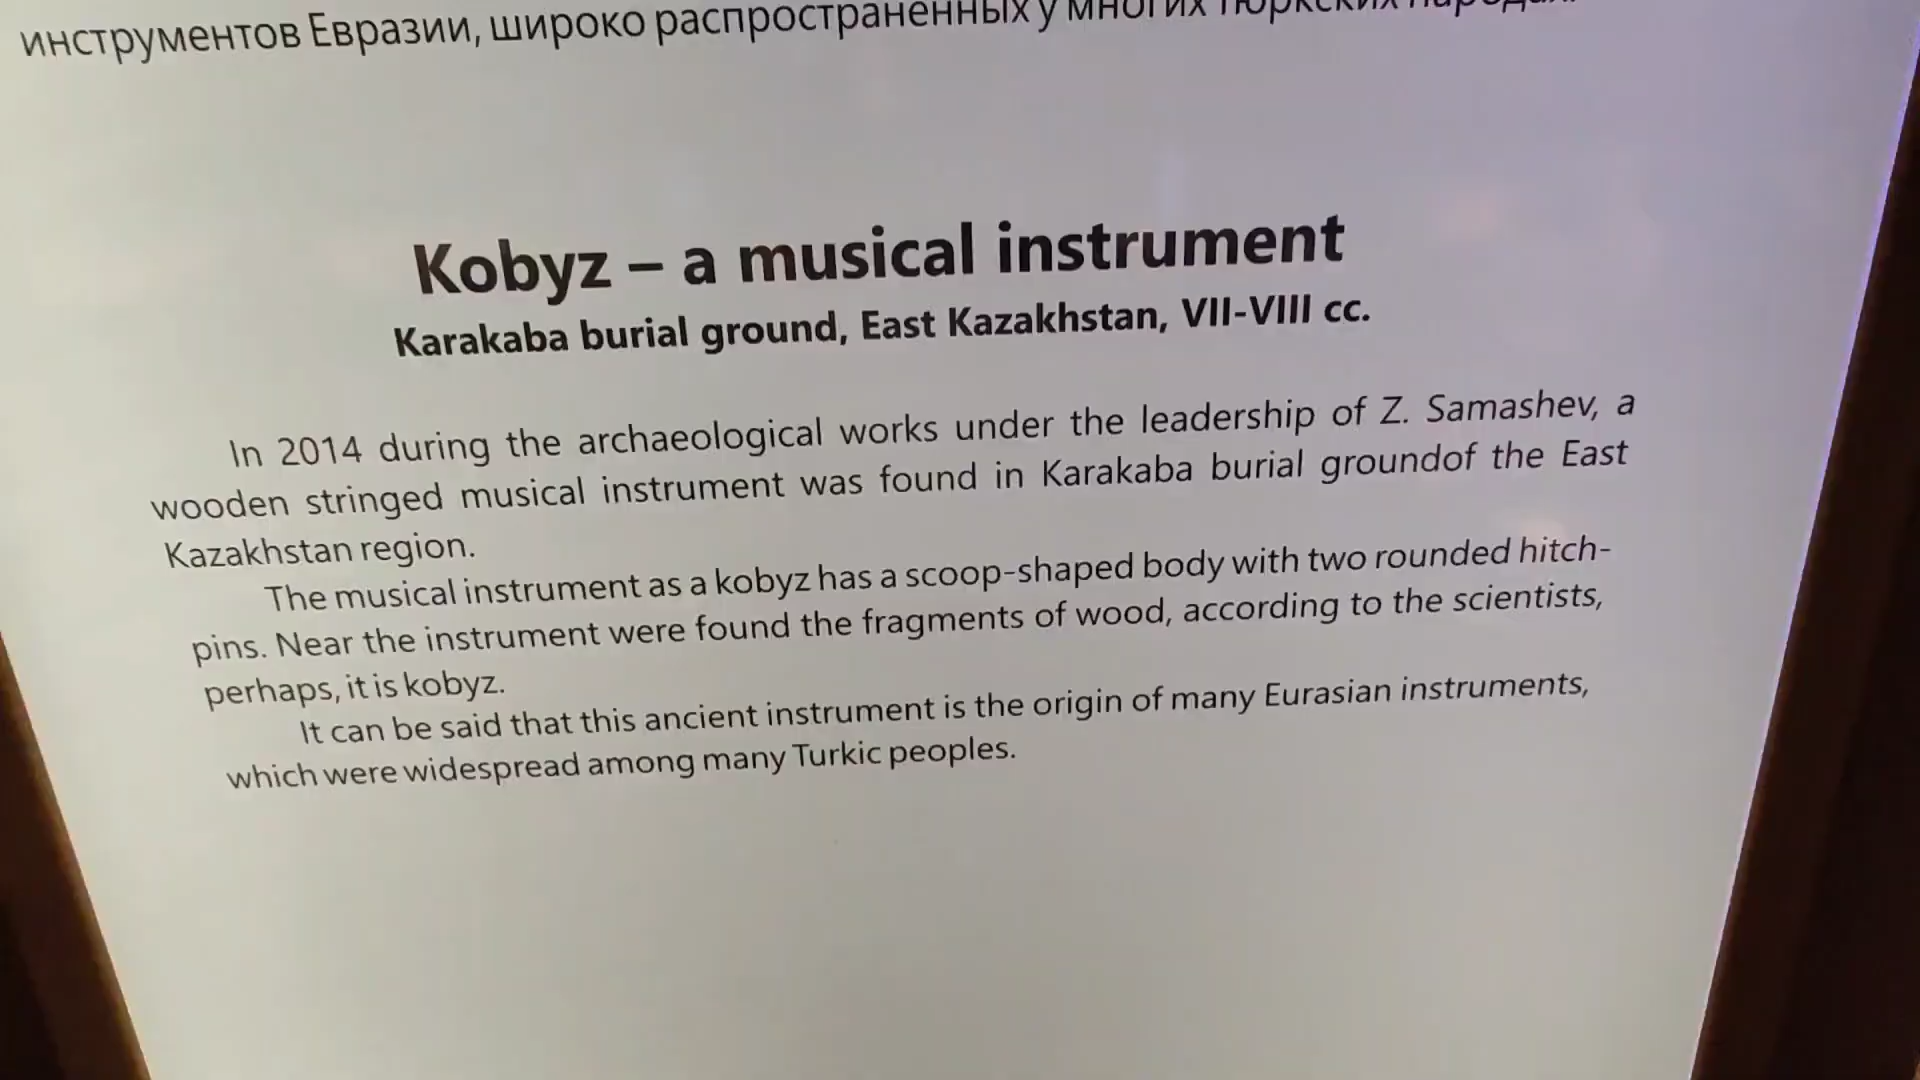 инструментов Евразии, широко распространенных у многих тюркских народов.
Kobyz – a musical instrument
Karakaba burial ground, East Kazakhstan, VII-VIII cc.
In 2014 during the archaeological works under the leadership of Z. Samashev, a
wooden stringed musical instrument was found in Karakaba burial groundof the East
Kazakhstan region.
The musical instrument as a kobyz has a scoop-shaped body with two rounded hitch-
pins. Near the instrument were found the fragments of wood, according to the scientists,
perhaps, it is kobyz.
It can be said that this ancient instrument is the origin of many Eurasian instruments,
which were widespread among many Turkic peoples.